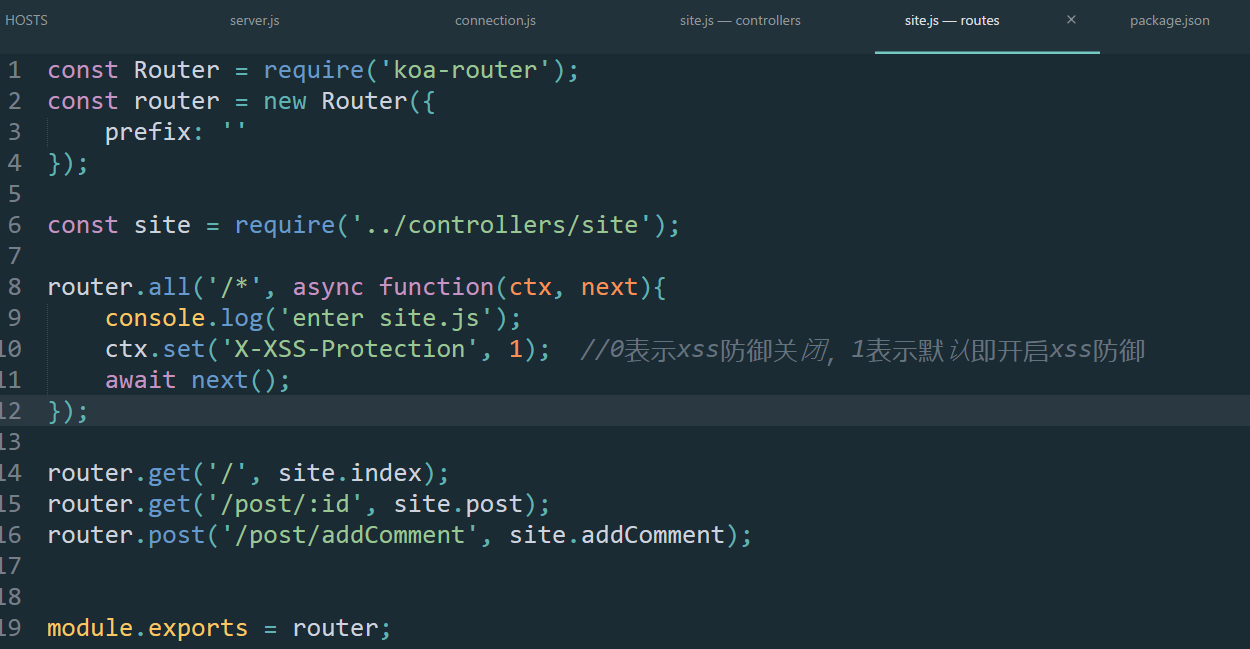 HOSTS server.js connection.js site.js — controllers site.js — routes × package.json
1 const Router = require('koa-router');
2 const router = new Router({
3     prefix: ''
4 });
5
6 const site = require('../controllers/site');
7
8 router.all('/*', async function(ctx, next){
9     console.log('enter site.js');
10     ctx.set('X-XSS-Protection', 1);  //0表示xss防御关闭，1表示默认即开启xss防御
11     await next();
12 });
13
14 router.get('/', site.index);
15 router.get('/post/:id', site.post);
16 router.post('/post/addComment', site.addComment);
17
18
19 module.exports = router;